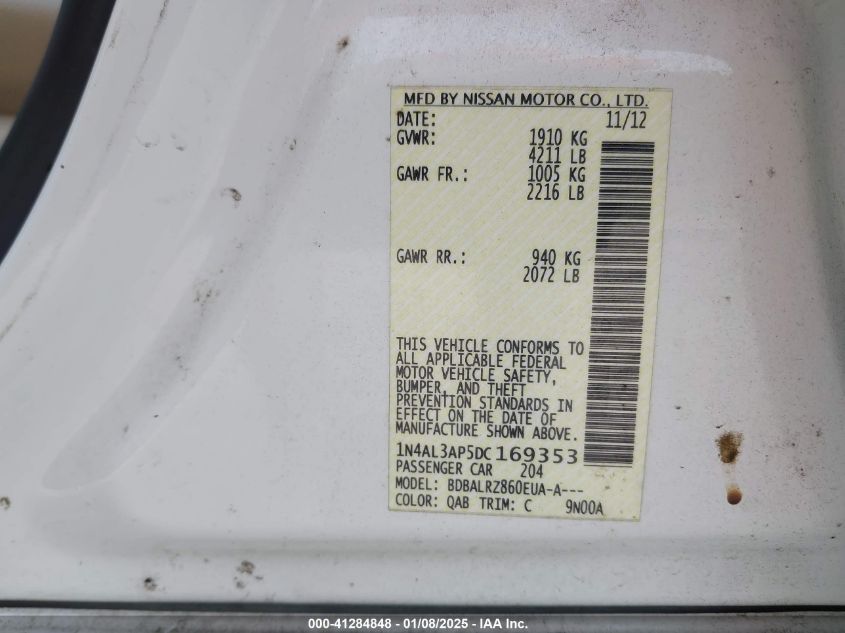 MFD BY NISSAN MOTOR CO., LTD.
DATE: 11/12
GVWR: 1910 KG
4211 LB
GAWR FR.: 1005 KG
2216 LB
GAWR RR.: 940 KG
2072 LB
THIS VEHICLE CONFORMS TO
ALL APPLICABLE FEDERAL
MOTOR VEHICLE SAFETY,
BUMPER, AND THEFT
PREVENTION STANDARDS IN
EFFECT ON THE DATE OF
MANUFACTURE SHOWN ABOVE.
1N4AL3AP5DC169353
PASSENGER CAR 204
MODEL: BDBALRZ860EUA-A---
COLOR: QAB TRIM: C 9N00A
000-41284848 - 01/08/2025 - IAA Inc.